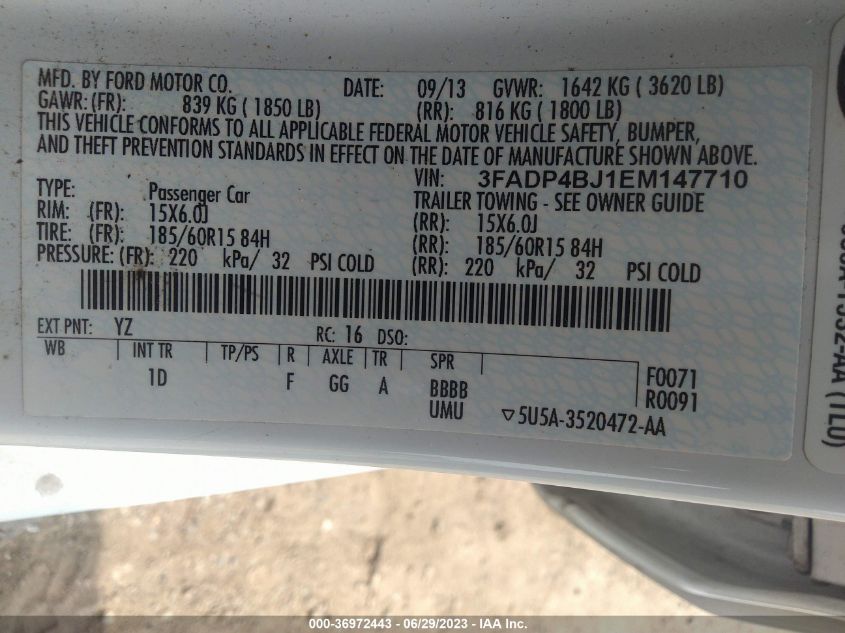 MFD. BY FORD MOTOR CO. DATE: 09/13 GVWR: 1642 KG ( 3620 LB)
GAWR: (FR): 839 KG ( 1850 LB) (RR): 816 KG ( 1800 LB)
THIS VEHICLE CONFORMS TO ALL APPLICABLE FEDERAL MOTOR VEHICLE SAFETY, BUMPER,
AND THEFT PREVENTION STANDARDS IN EFFECT ON THE DATE OF MANUFACTURE SHOWN ABOVE.
VIN: 3FADP4BJ1EM147710
TYPE: Passenger Car TRAILER TOWING - SEE OWNER GUIDE
RIM: (FR): 15X6.0J (RR): 15X6.0J
TIRE: (FR): 185/60R15 84H (RR): 185/60R15 84H
PRESSURE: (FR): 220 kPa/ 32 PSI COLD (RR): 220 kPa/ 32 PSI COLD
EXT PNT: YZ RC: 16 DSO:
WB INT TR TP/PS R AXLE TR SPR
1D F GG A BBBB F0071
UMU R0091
▽5U5A-3520472-AA
(TLO)
000-36972443 - 06/29/2023 - IAA Inc.